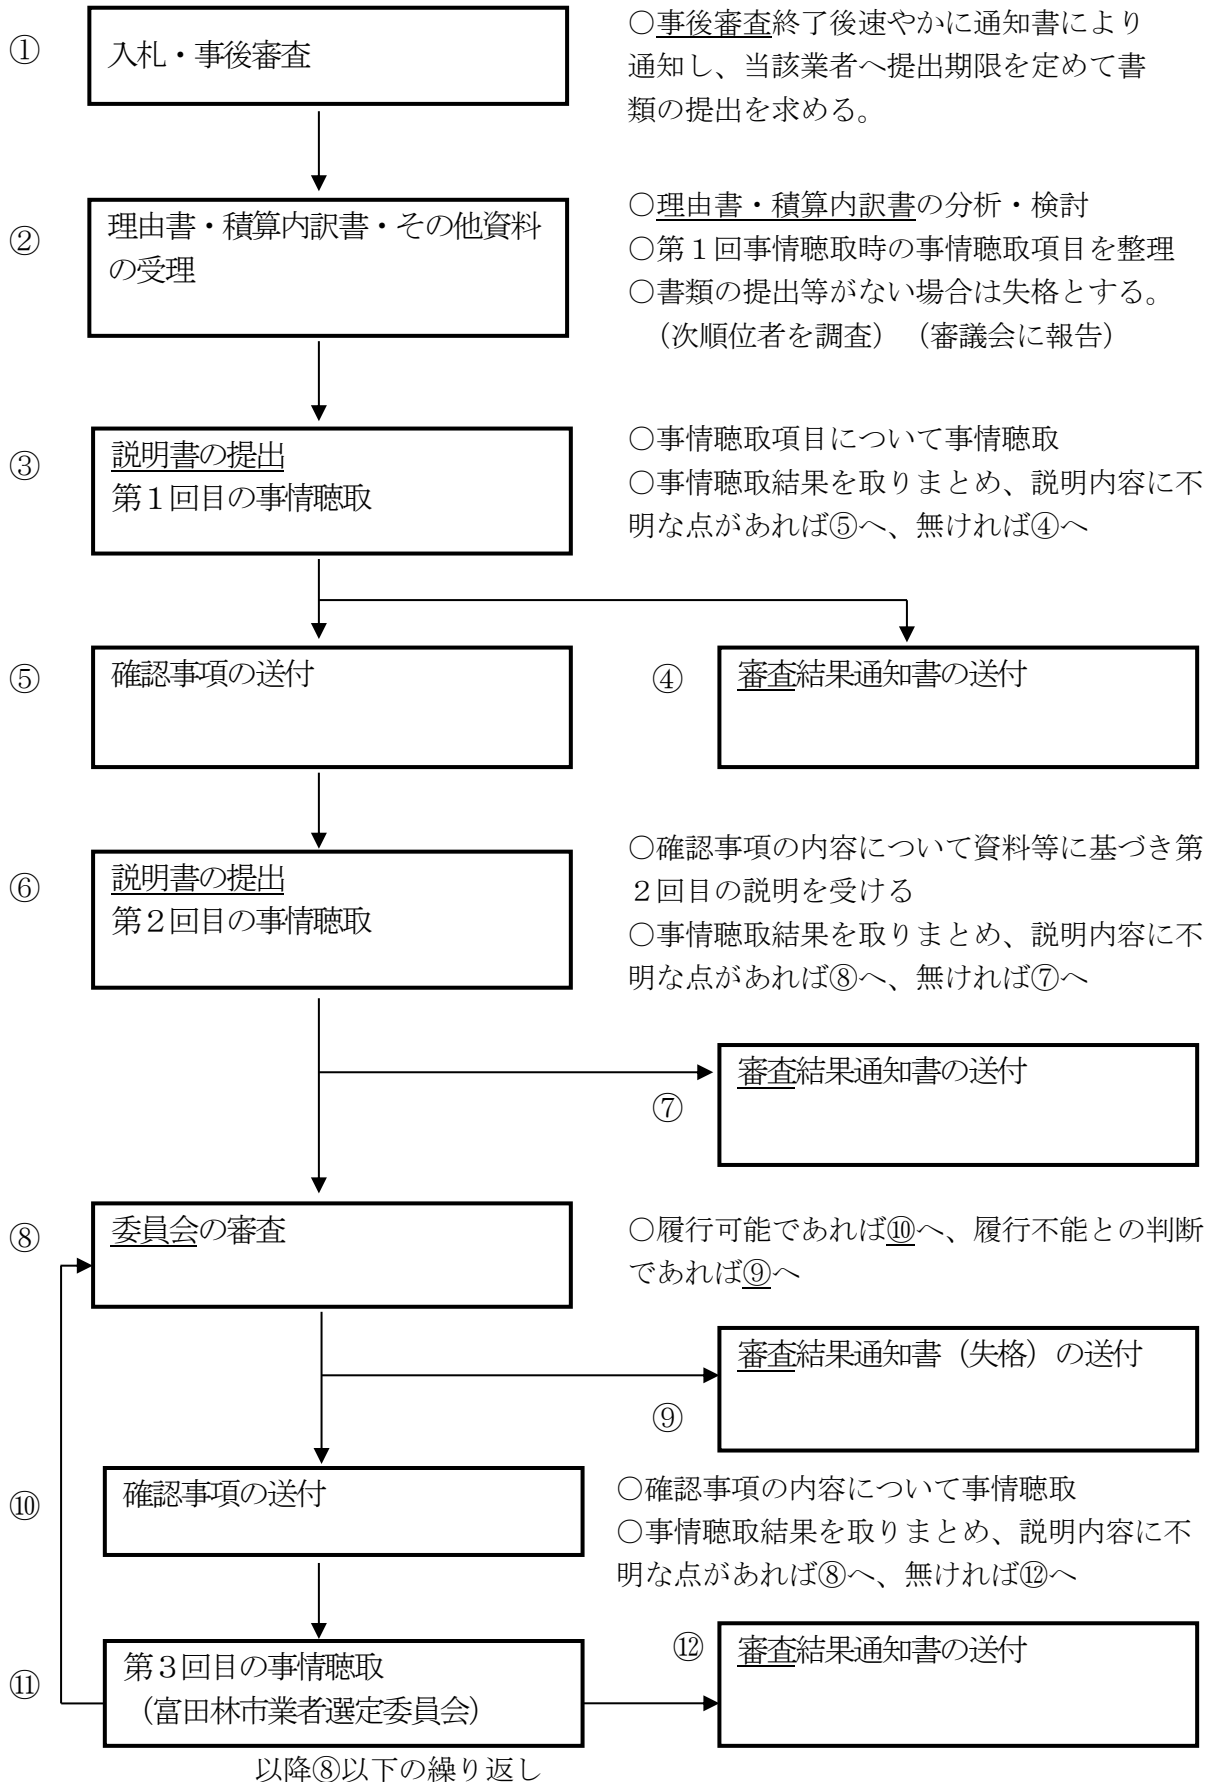 ①
入札・事後審査
○事後審査終了後速やかに通知書により
通知し、当該業者へ提出期限を定めて書
類の提出を求める。
②
理由書・積算内訳書・その他資料
の受理
○理由書・積算内訳書の分析・検討
○第１回事情聴取時の事情聴取項目を整理
○書類の提出等がない場合は失格とする。
（次順位者を調査）（審議会に報告）
③
説明書の提出
第１回目の事情聴取
○事情聴取項目について事情聴取
○事情聴取結果を取りまとめ、説明内容に不
明な点があれば⑤へ、無ければ④へ
⑤
確認事項の送付
④
審査結果通知書の送付
⑥
説明書の提出
第２回目の事情聴取
○確認事項の内容について資料等に基づき第
２回目の説明を受ける
○事情聴取結果を取りまとめ、説明内容に不
明な点があれば⑧へ、無ければ⑦へ
⑦
審査結果通知書の送付
⑧
委員会の審査
○履行可能であれば⑩へ、履行不能との判断
であれば⑨へ
⑨
審査結果通知書（失格）の送付
⑩
確認事項の送付
○確認事項の内容について事情聴取
○事情聴取結果を取りまとめ、説明内容に不
明な点があれば⑧へ、無ければ⑫へ
⑪
第３回目の事情聴取
（富田林市業者選定委員会）
⑫
審査結果通知書の送付
以降⑧以下の繰り返し